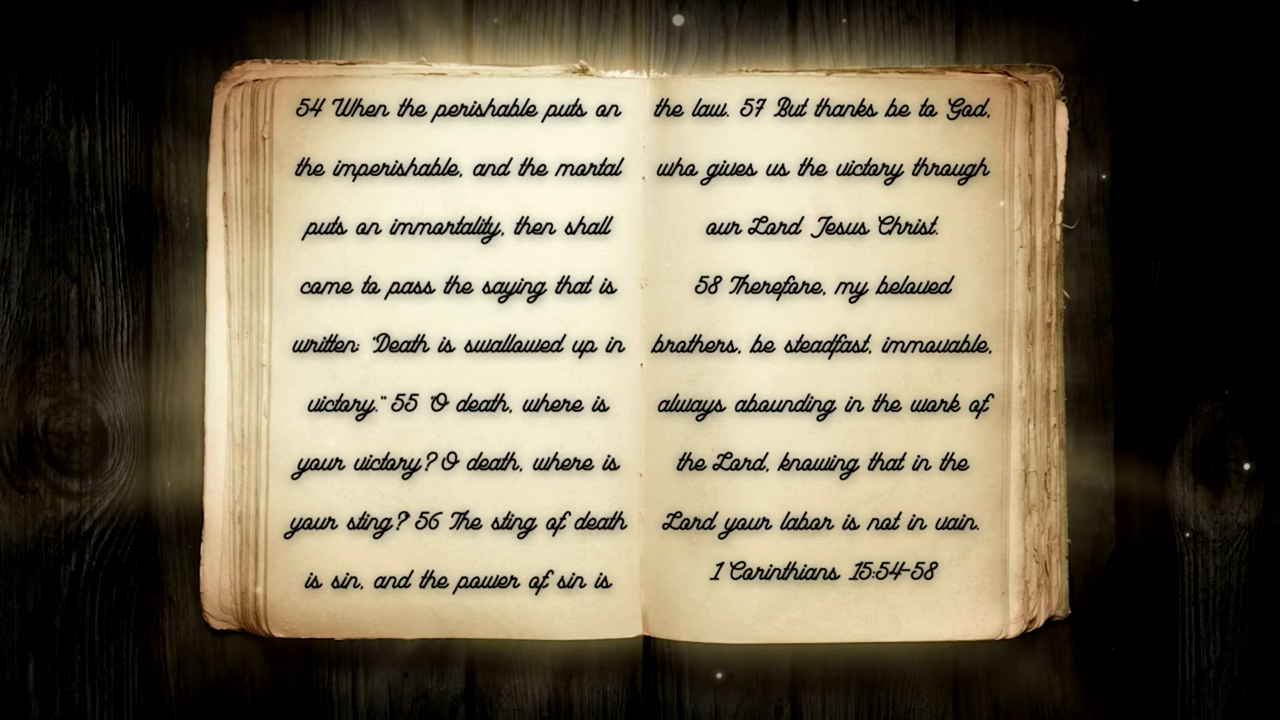 54 When the perishable puts on
the imperishable, and the mortal
puts on immortality, then shall
come to pass the saying that is
written: "Death is swallowed up in
victory." 55 "O death, where is
your victory? O death, where is
your sting? 56 The sting of death
is sin, and the power of sin is
the law. 57 But thanks be to God,
who gives us the victory through
our Lord Jesus Christ.
58 Therefore, my beloved
brothers, be steadfast, immovable,
always abounding in the work of
the Lord, knowing that in the
Lord your labor is not in vain.
1 Corinthians 15:54-58